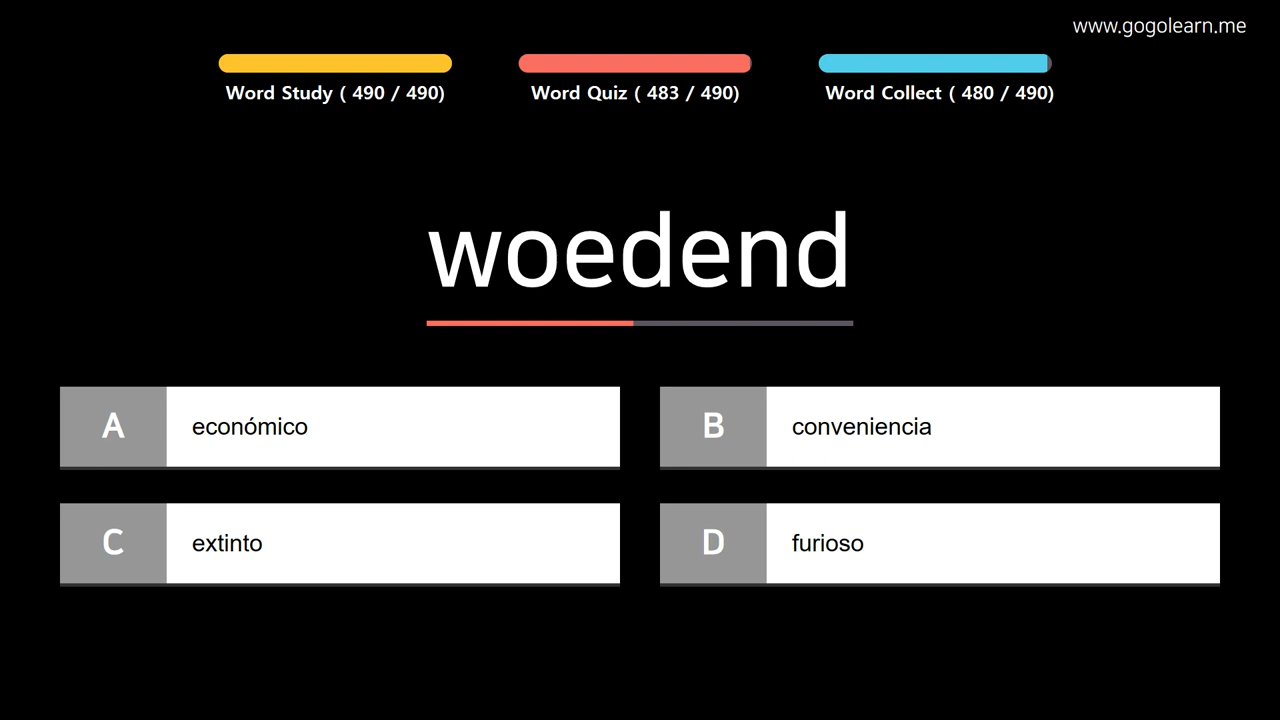 www.gogolearn.me
Word Study ( 490 / 490)
Word Quiz ( 483 / 490)
Word Collect ( 480 / 490)
woedend
A económico
B conveniencia
C extinto
D furioso